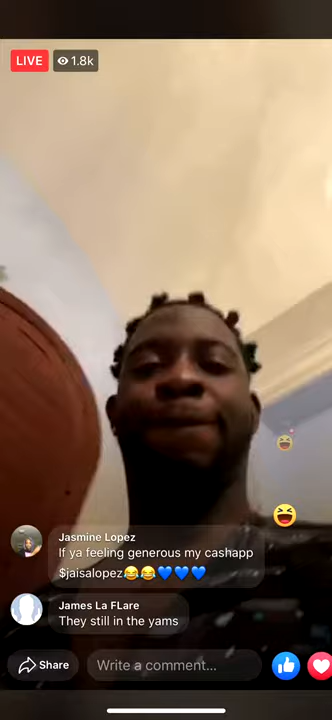 LIVE 1.8k
Jasmine Lopez
If ya feeling generous my cashapp
$jaisalopez😂😂💙💙💙
James La FLare
They still in the yams
Share Write a comment...